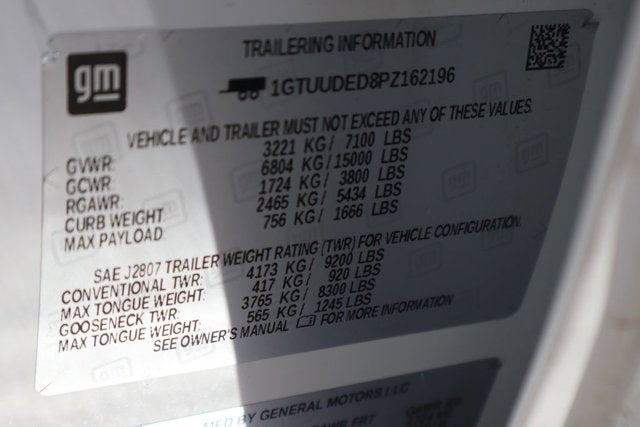 gm
TRAILERING INFORMATION
1GTUUDED8PZ162196
VEHICLE AND TRAILER MUST NOT EXCEED ANY OF THESE VALUES.
GVWR: 3221 KG/ 7100 LBS
GCWR: 6804 KG/15000 LBS
RGAWR: 1724 KG/ 3800 LBS
CURB WEIGHT: 2465 KG/ 5434 LBS
MAX PAYLOAD: 756 KG/ 1666 LBS
SAE J2807 TRAILER WEIGHT RATING (TWR) FOR VEHICLE CONFIGURATION.
CONVENTIONAL TWR: 4173 KG/ 9200 LBS
MAX TONGUE WEIGHT: 417 KG/ 920 LBS
GOOSENECK TWR: 3765 KG/ 8300 LBS
MAX TONGUE WEIGHT: 565 KG/ 1245 LBS
SEE OWNER'S MANUAL FOR MORE INFORMATION
BY GENERAL MOTORS LLC